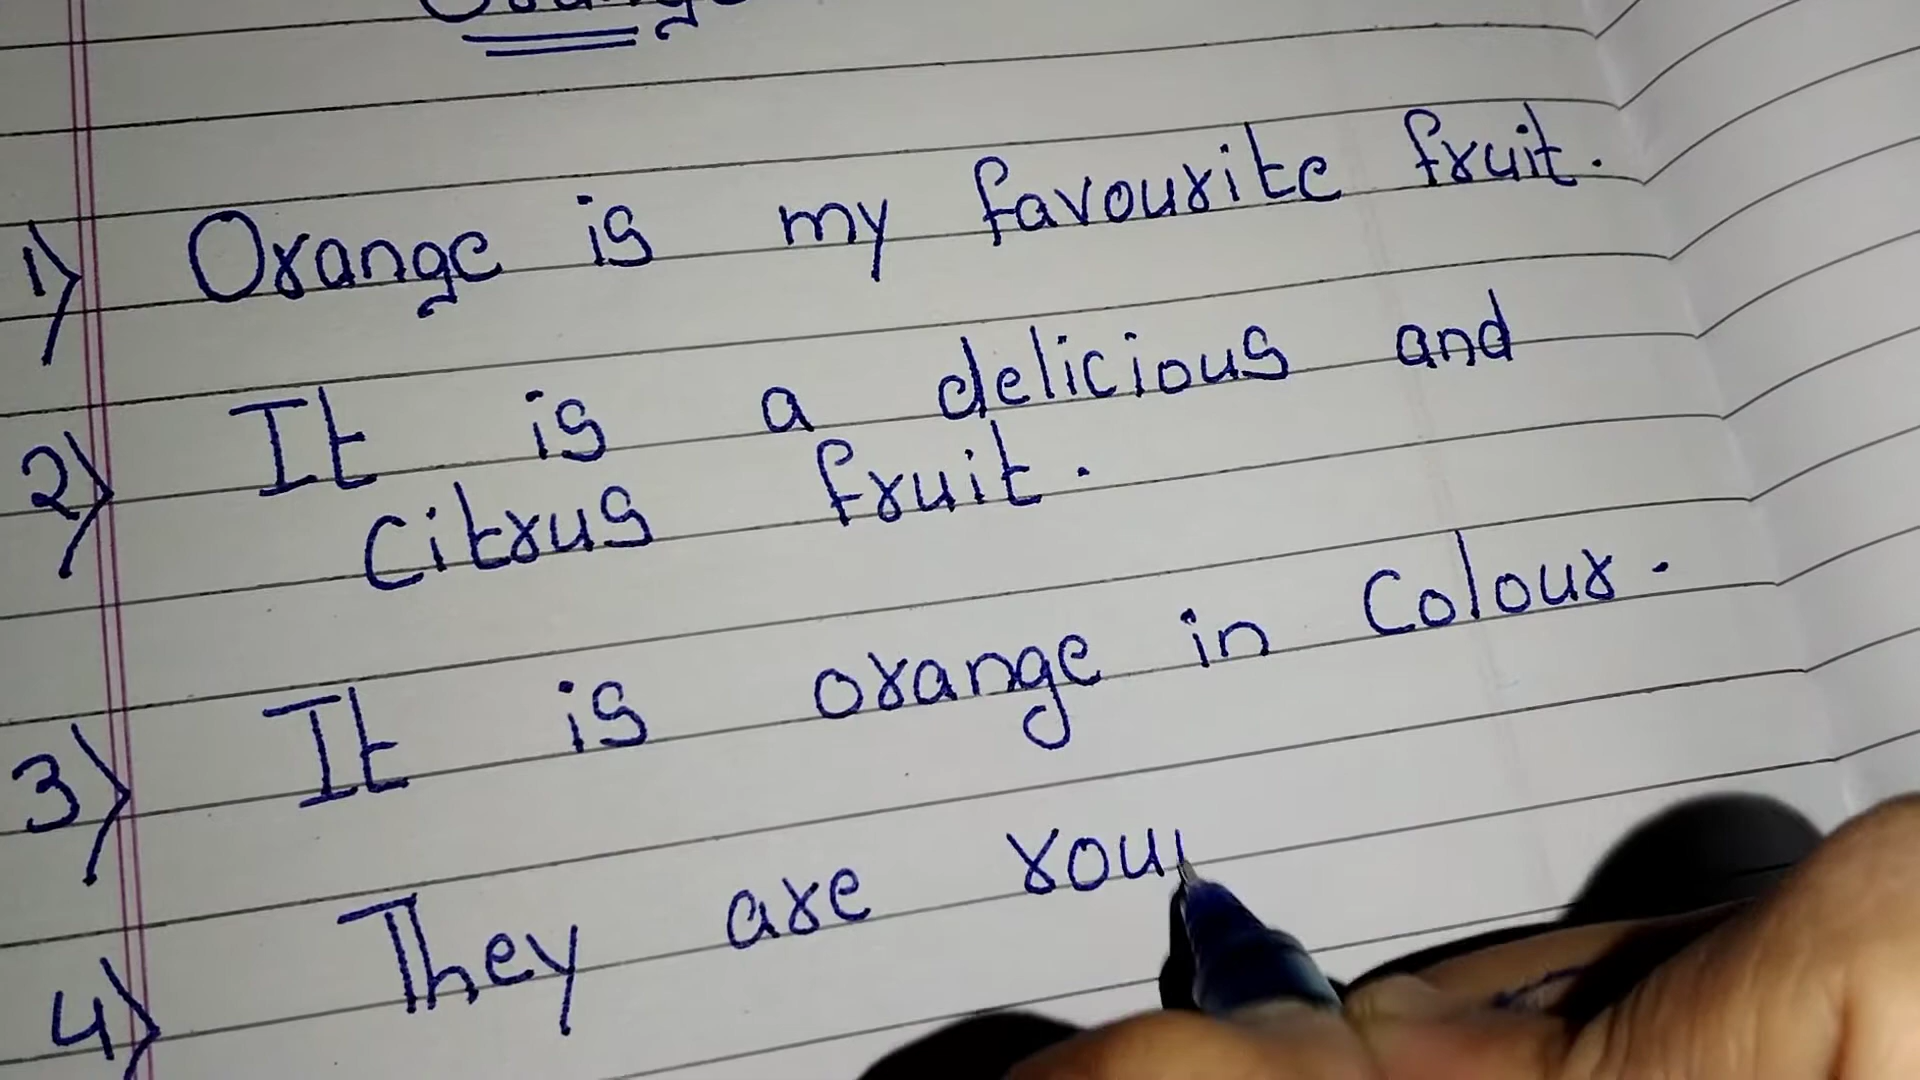 Orange
1) Orange is my favourite fruit.
2) It is a delicious and
citrus fruit.
3) It is orange in Colour.
4) They are